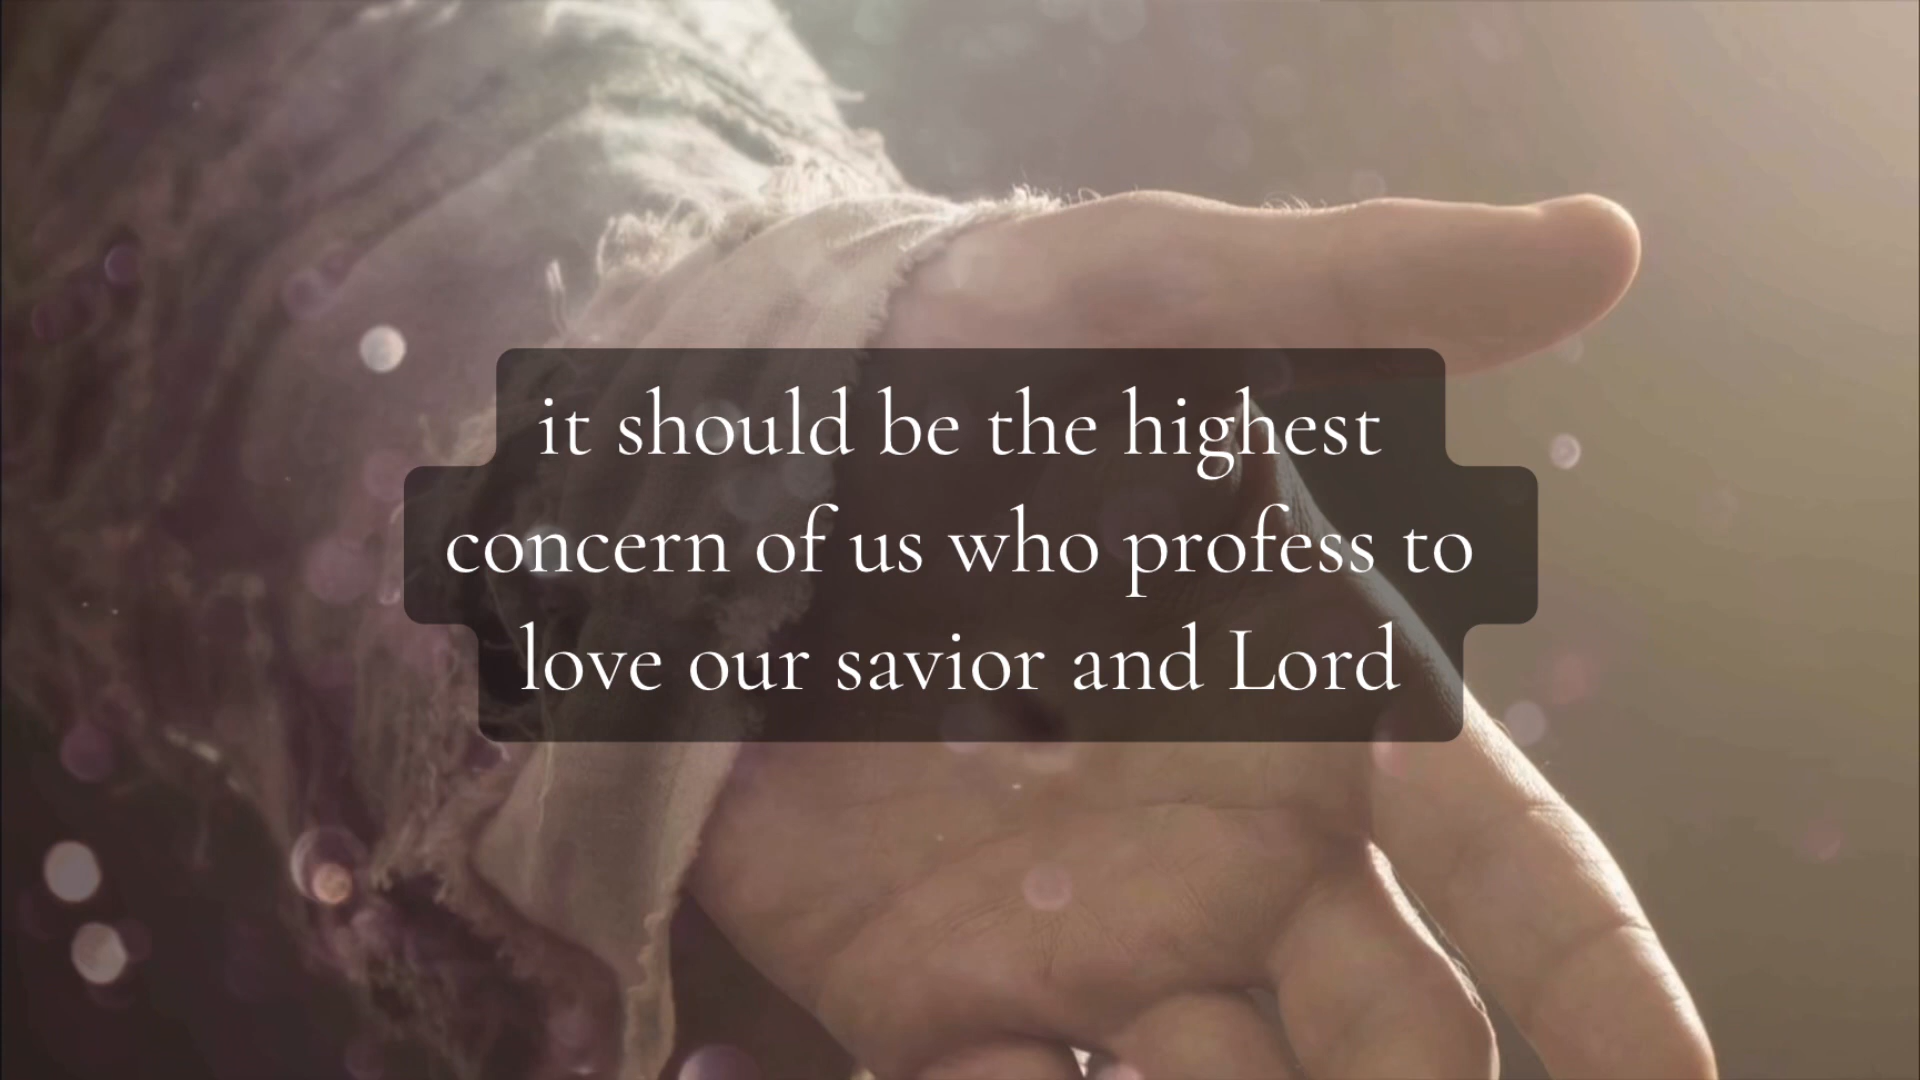 it should be the highest
concern of us who profess to
love our savior and Lord